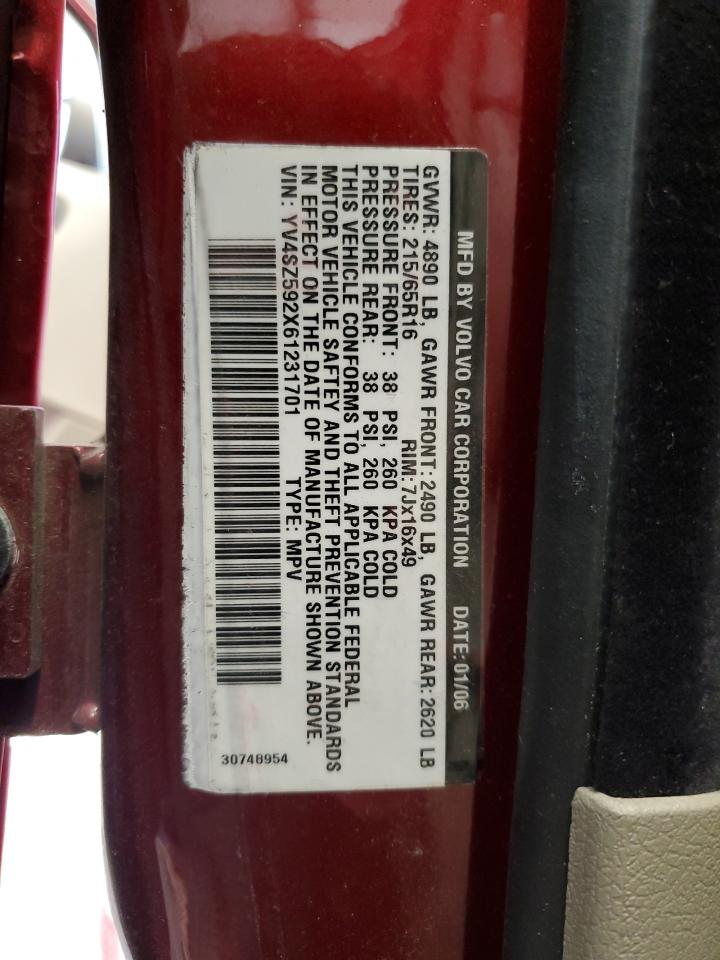 MFD BY VOLVO CAR CORPORATION DATE: 01/06
GVWR: 4890 LB, GAWR FRONT: 2490 LB, GAWR REAR: 2620 LB
TIRES: 215/65R16 RIM:7Jx16x49
PRESSURE FRONT: 38 PSI, 260 KPA COLD
PRESSURE REAR: 38 PSI, 260 KPA COLD
THIS VEHICLE CONFORMS TO ALL APPLICABLE FEDERAL
MOTOR VEHICLE SAFTEY AND THEFT PREVENTION STANDARDS
IN EFFECT ON THE DATE OF MANUFACTURE SHOWN ABOVE.
VIN: YV4SZ592X61231701 TYPE: MPV
30748954